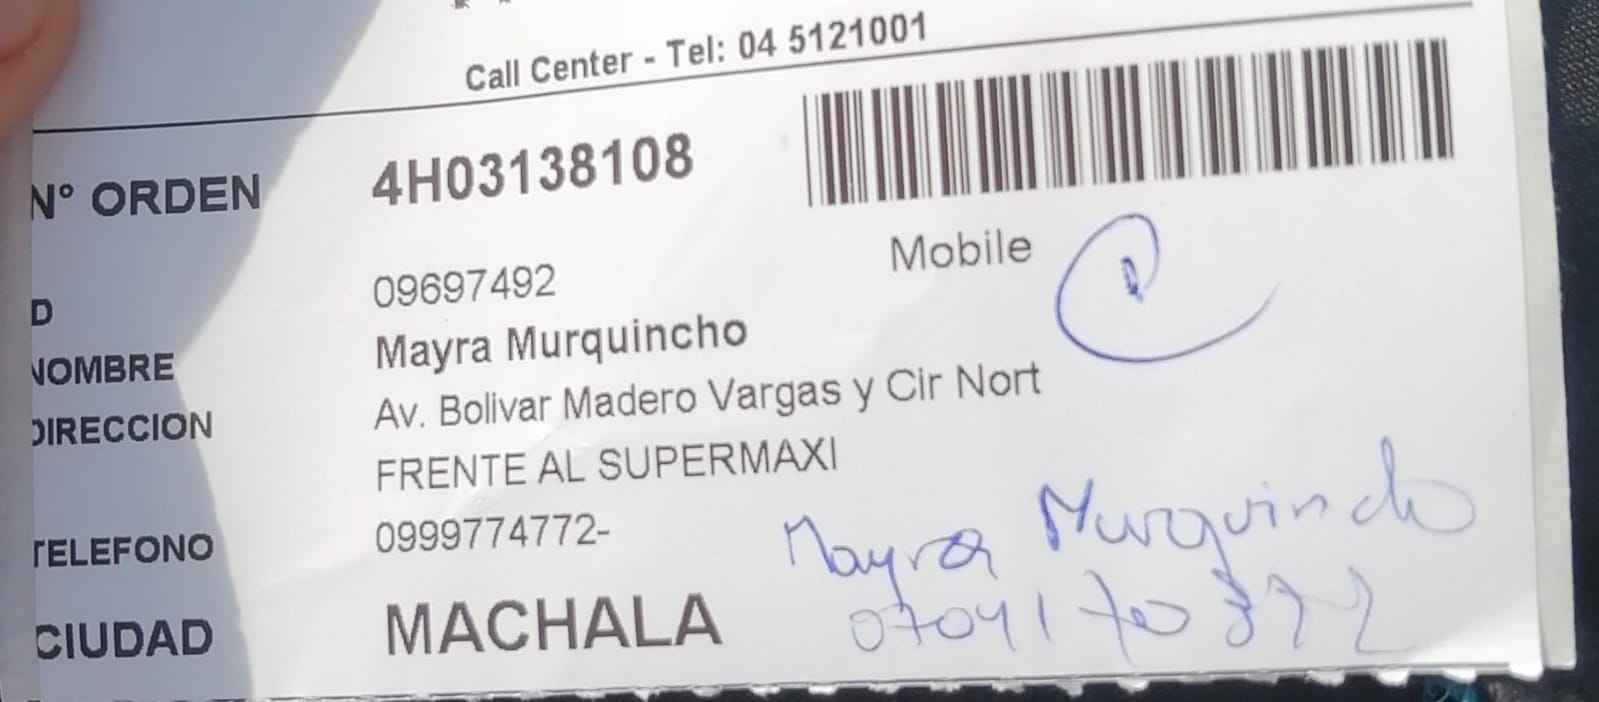 Call Center - Tel: 04 5121001
Nº ORDEN 4H03138108
D 09697492 Mobile
NOMBRE Mayra Murquincho
DIRECCION Av. Bolivar Madero Vargas y Cir Nort
FRENTE AL SUPERMAXI
TELEFONO 0999774772-
CIUDAD MACHALA
Mayra Murquincho